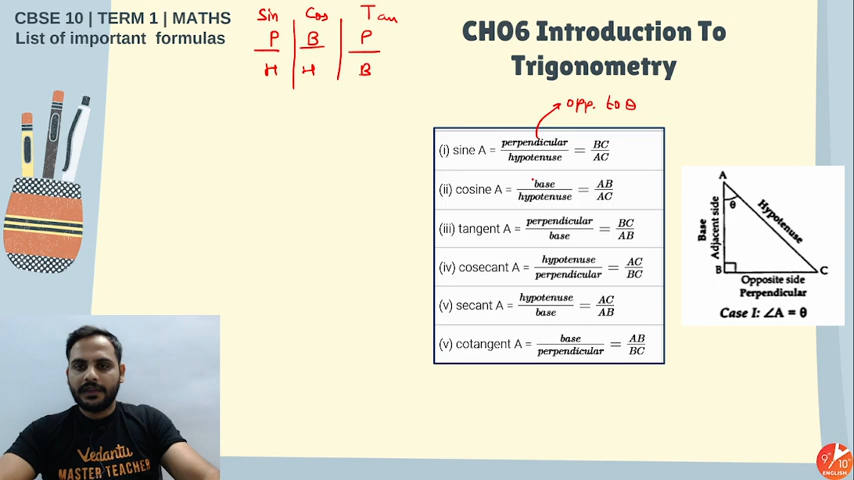 CBSE 10 | TERM 1 | MATHS
List of important formulas
Sin Cos Tan
P B P
H H B
CH06 Introduction To
Trigonometry
opp. to θ
(i) sine A = perpendicular/hypotenuse = BC/AC
(ii) cosine A = base/hypotenuse = AB/AC
(iii) tangent A = perpendicular/base = BC/AB
(iv) cosecant A = hypotenuse/perpendicular = AC/BC
(v) secant A = hypotenuse/base = AC/AB
(v) cotangent A = base/perpendicular = AB/BC
A
θ
Hypotenuse
Base
Adjacent side
B
C
Opposite side
Perpendicular
Case I: ∠A = θ
Vedantu
MASTER TEACHER
9th/10th
ENGLISH